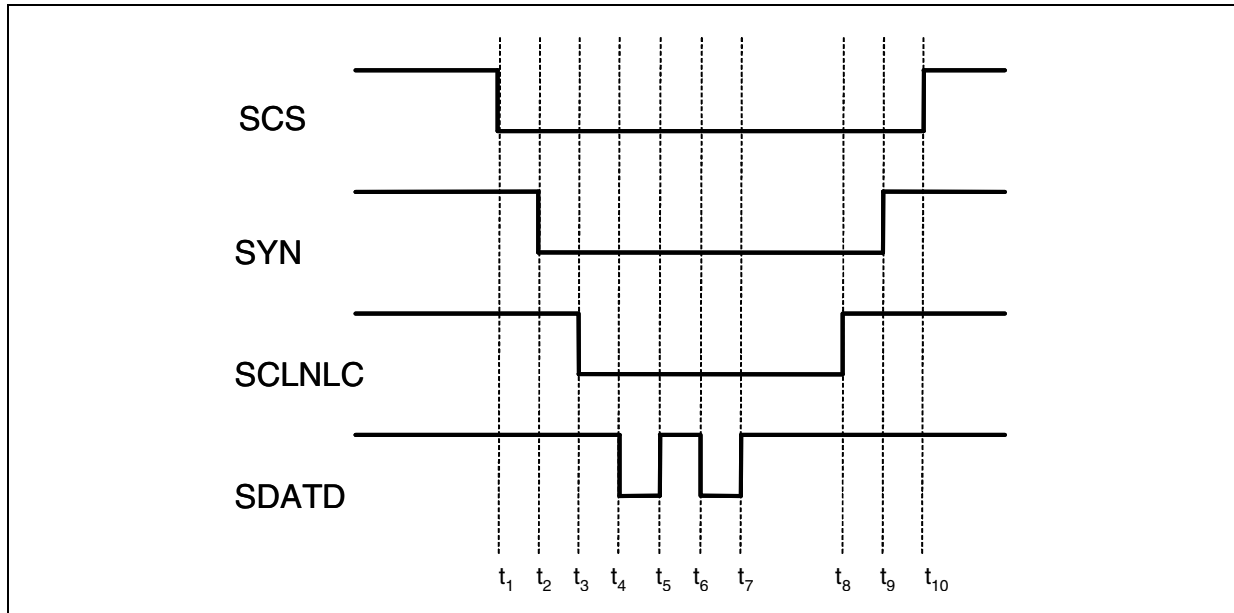 SCS
SYN
SCLNLC
SDATD
t₁ t₂ t₃ t₄ t₅ t₆ t₇ t₈ t₉ t₁₀